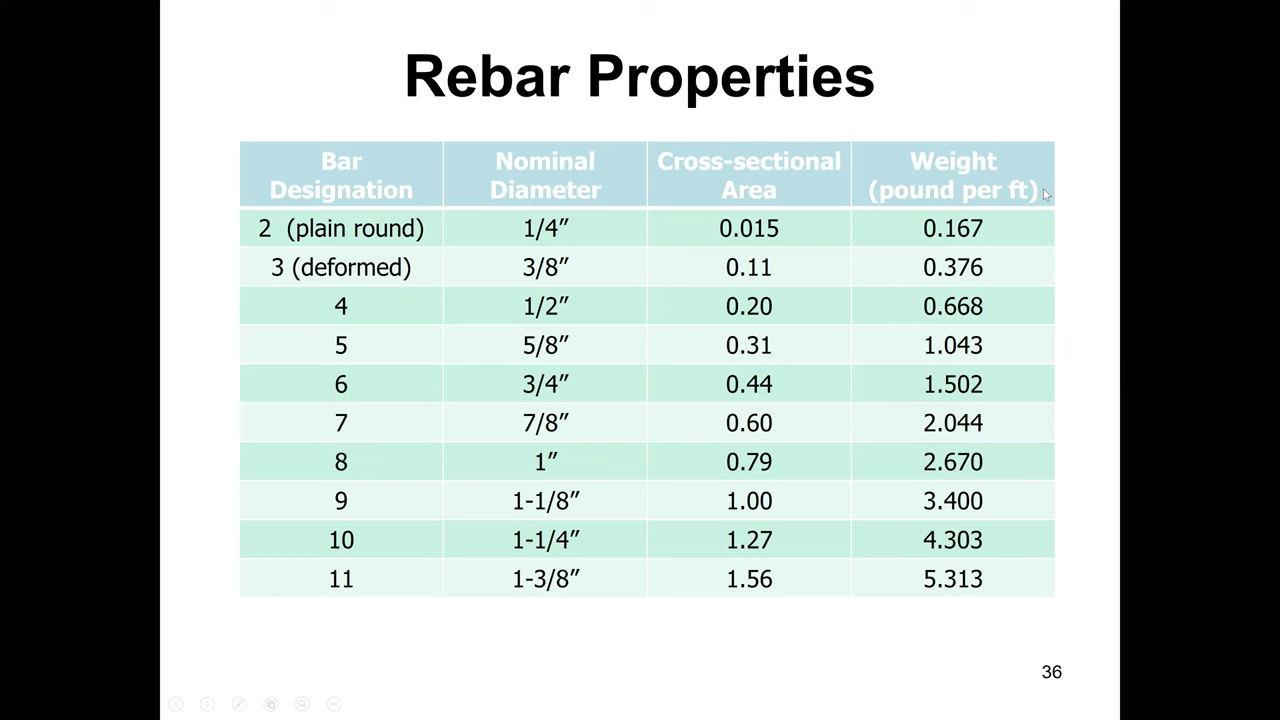 Rebar Properties
Bar Designation Nominal Diameter Cross-sectional Area Weight (pound per ft)
2 (plain round) 1/4″ 0.015 0.167
3 (deformed) 3/8″ 0.11 0.376
4 1/2″ 0.20 0.668
5 5/8″ 0.31 1.043
6 3/4″ 0.44 1.502
7 7/8″ 0.60 2.044
8 1″ 0.79 2.670
9 1-1/8″ 1.00 3.400
10 1-1/4″ 1.27 4.303
11 1-3/8″ 1.56 5.313
36